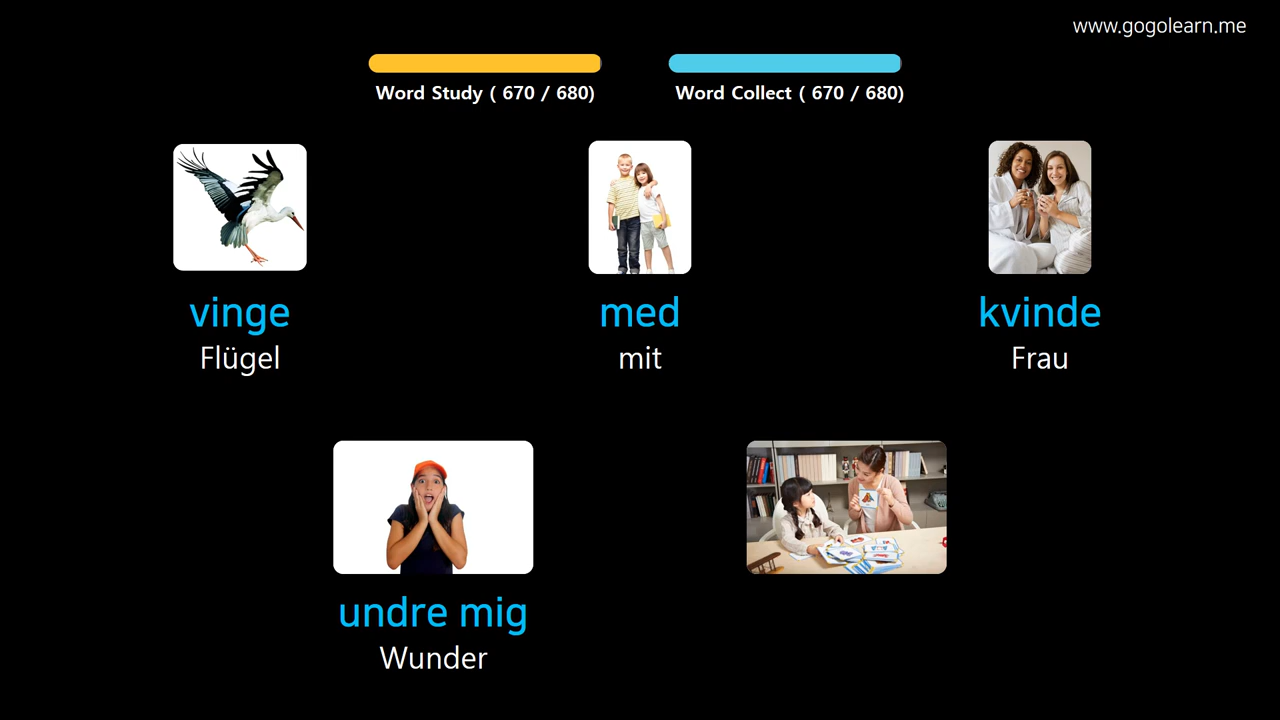 www.gogolearn.me
Word Study ( 670 / 680)
Word Collect ( 670 / 680)
vinge
Flügel
med
mit
kvinde
Frau
undre mig
Wunder